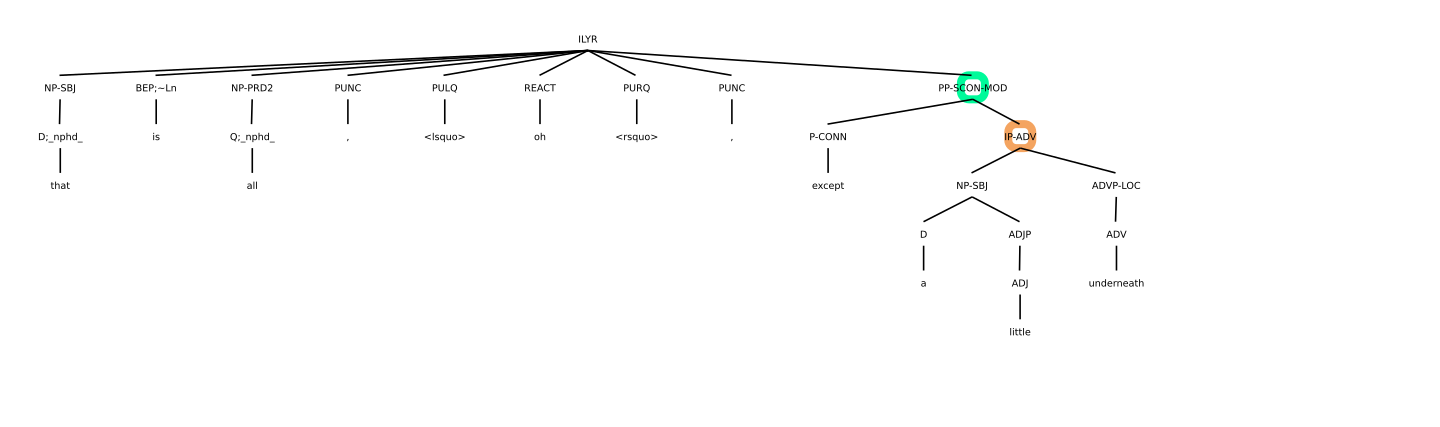 ILYR
NP-SBJ BEP;~Ln NP-PRD2 PUNC PULQ REACT PURQ PUNC PP-SCON-MOD
D;_nphd_ is Q;_nphd_ , <lsquo> oh <rsquo> , P-CONN IP-ADV
that all except NP-SBJ ADVP-LOC
D ADJP ADV
a ADJ underneath
little